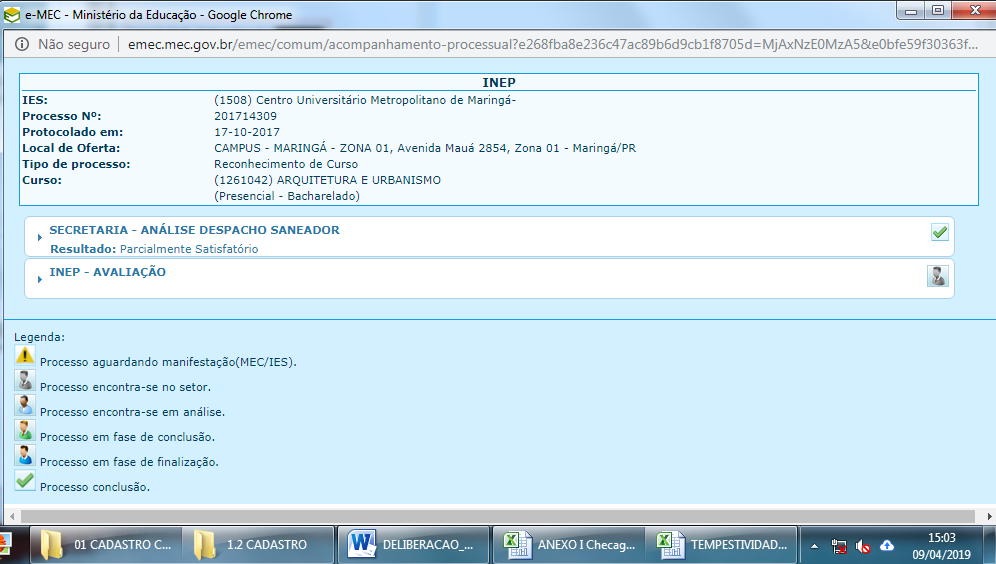 e-MEC - Ministério da Educação - Google Chrome
Não seguro | emec.mec.gov.br/emec/comum/acompanhamento-processual?e268fba8e236c47ac89b6d9cb1f8705d=MjAxNzE0MzA5&e0bfe59f30363f...
INEP
IES: (1508) Centro Universitário Metropolitano de Maringá-
Processo Nº: 201714309
Protocolado em: 17-10-2017
Local de Oferta: CAMPUS - MARINGÁ - ZONA 01, Avenida Mauá 2854, Zona 01 - Maringá/PR
Tipo de processo: Reconhecimento de Curso
Curso: (1261042) ARQUITETURA E URBANISMO
(Presencial - Bacharelado)
SECRETARIA - ANÁLISE DESPACHO SANEADOR
Resultado: Parcialmente Satisfatório
INEP - AVALIAÇÃO
Legenda:
Processo aguardando manifestação(MEC/IES).
Processo encontra-se no setor.
Processo encontra-se em análise.
Processo em fase de conclusão.
Processo em fase de finalização.
Processo conclusão.
01 CADASTRO C... 1.2 CADASTRO DELIBERACAO_... ANEXO I Checag... TEMPESTIVIDAD... 15:03
09/04/2019